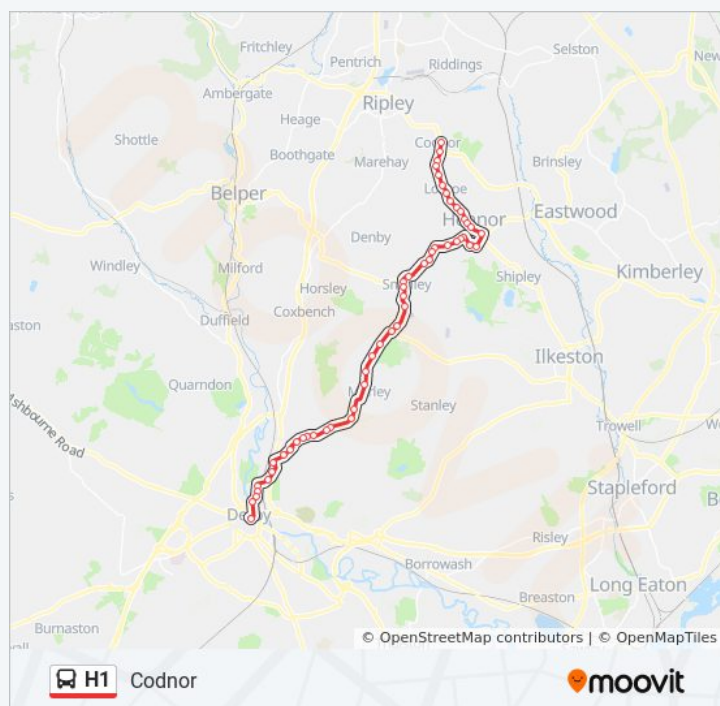 Fritchley
Pentrich
Riddings
Selston
Ambergate
Ripley
Heage
Codnor
Shottle
Boothgate
Marehay
Brinsley
Loscoe
Belper
Heanor
Eastwood
Denby
Windley
Milford
Shipley
Kimberley
Horsley
Smalley
Coxbench
Duffield
Ilkeston
Quarndon
Morley
Stanley
Ashbourne Road
Trowell
Stapleford
Derby
Risley
Borrowash
Long Eaton
Breaston
Burnaston
© OpenStreetMap contributors | © OpenMapTiles
H1 Codnor
moovit